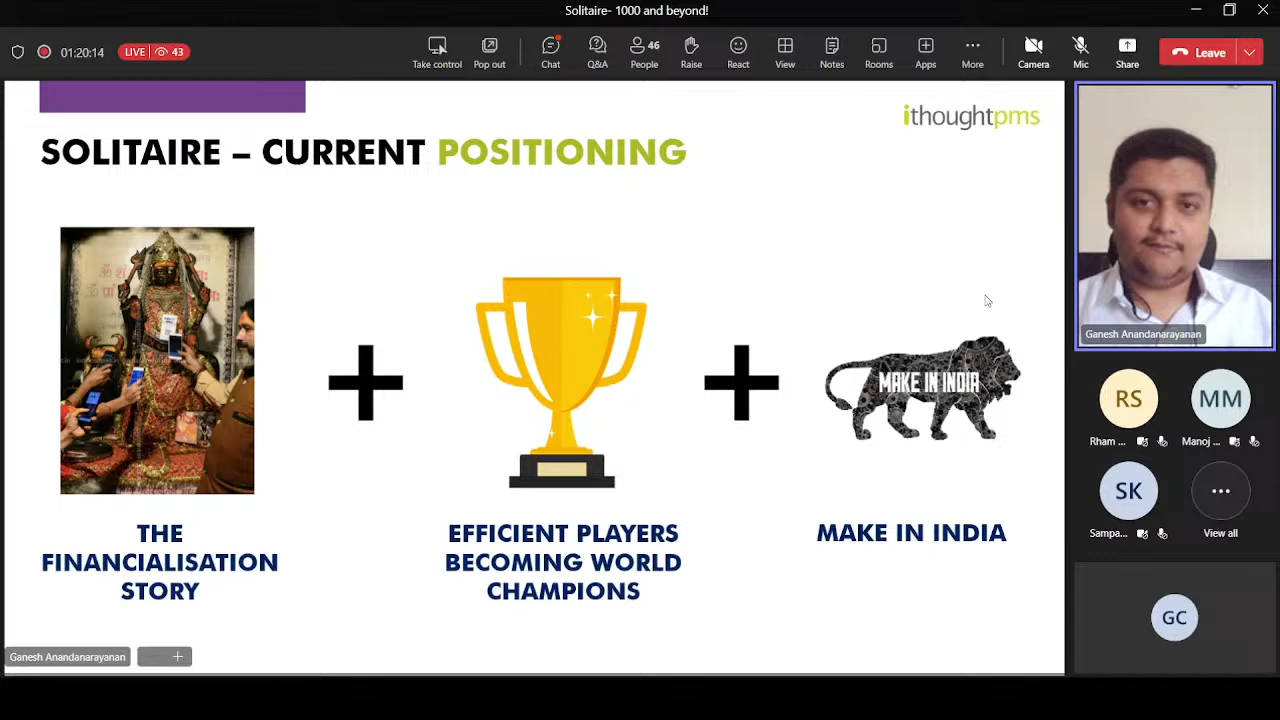 Solitaire- 1000 and beyond!
01:20:14
LIVE
43
Take control
Pop out
Chat
Q&A
46
People
Raise
React
View
Notes
Rooms
Apps
More
Camera
Mic
Share
Leave
ithoughtpms
SOLITAIRE – CURRENT POSITIONING
MAKE IN INDIA
THE
FINANCIALISATION
STORY
EFFICIENT PLAYERS
BECOMING WORLD
CHAMPIONS
MAKE IN INDIA
Ganesh Anandanarayanan
RS
MM
Rham ...
Manoj ...
SK
Sampa...
View all
GC
Ganesh Anandanarayanan